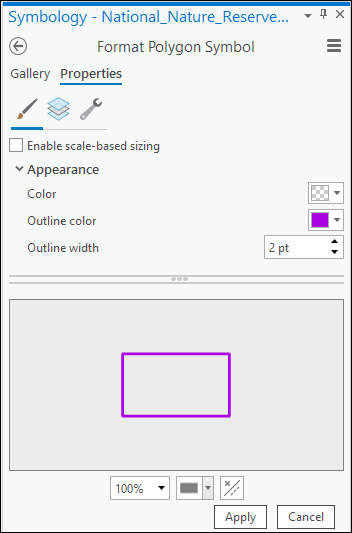 Symbology - National_Nature_Reserve...
Format Polygon Symbol
Gallery Properties
Enable scale-based sizing
Appearance
Color
Outline color
Outline width 2 pt
100%
Apply Cancel